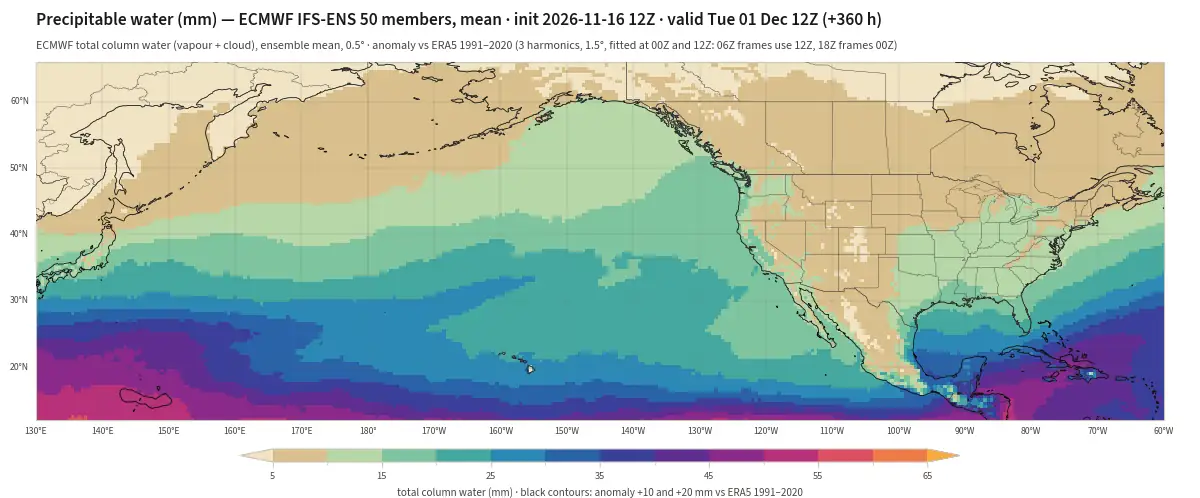 Precipitable water (mm) — ECMWF IFS-ENS 50 members, mean · init 2026-11-16 12Z · valid Tue 01 Dec 12Z (+360 h)
ECMWF total column water (vapour + cloud), ensemble mean, 0.5° · anomaly vs ERA5 1991–2020 (3 harmonics, 1.5°, fitted at 00Z and 12Z: 06Z frames use 12Z, 18Z frames 00Z)
60°N
50°N
40°N
30°N
20°N
130°E 140°E 150°E 160°E 170°E 180° 170°W 160°W 150°W 140°W 130°W 120°W 110°W 100°W 90°W 80°W 70°W 60°W
5 15 25 35 45 55 65
total column water (mm) · black contours: anomaly +10 and +20 mm vs ERA5 1991–2020